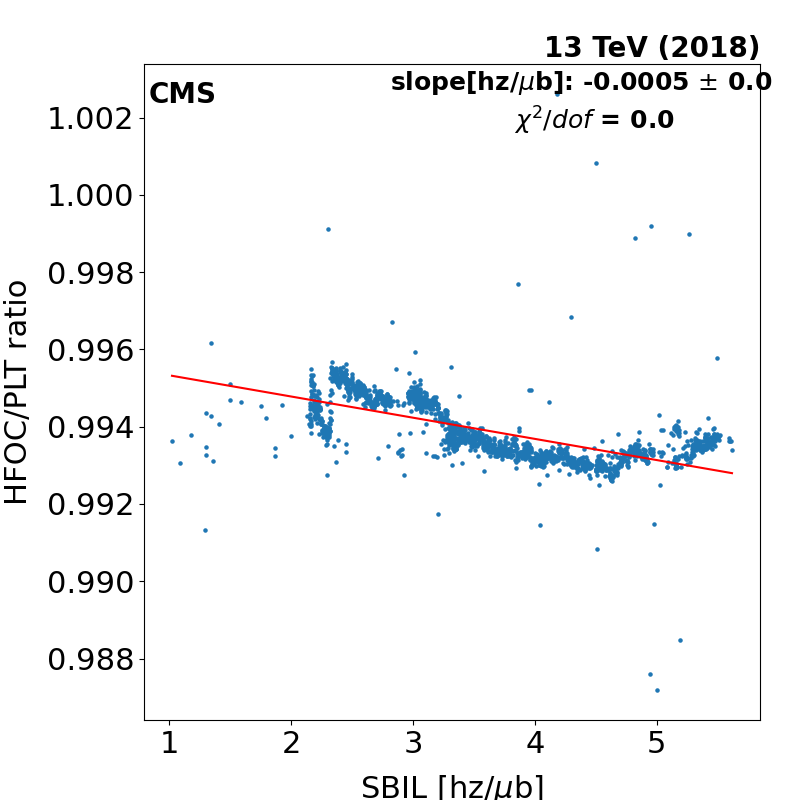 13 TeV (2018)
CMS
slope[hz/μb]: -0.0005 ± 0.0
χ²/dof = 0.0
1.002
1.000
0.998
0.996
0.994
0.992
0.990
0.988
HFOC/PLT ratio
1 2 3 4 5
SBIL [hz/μb]